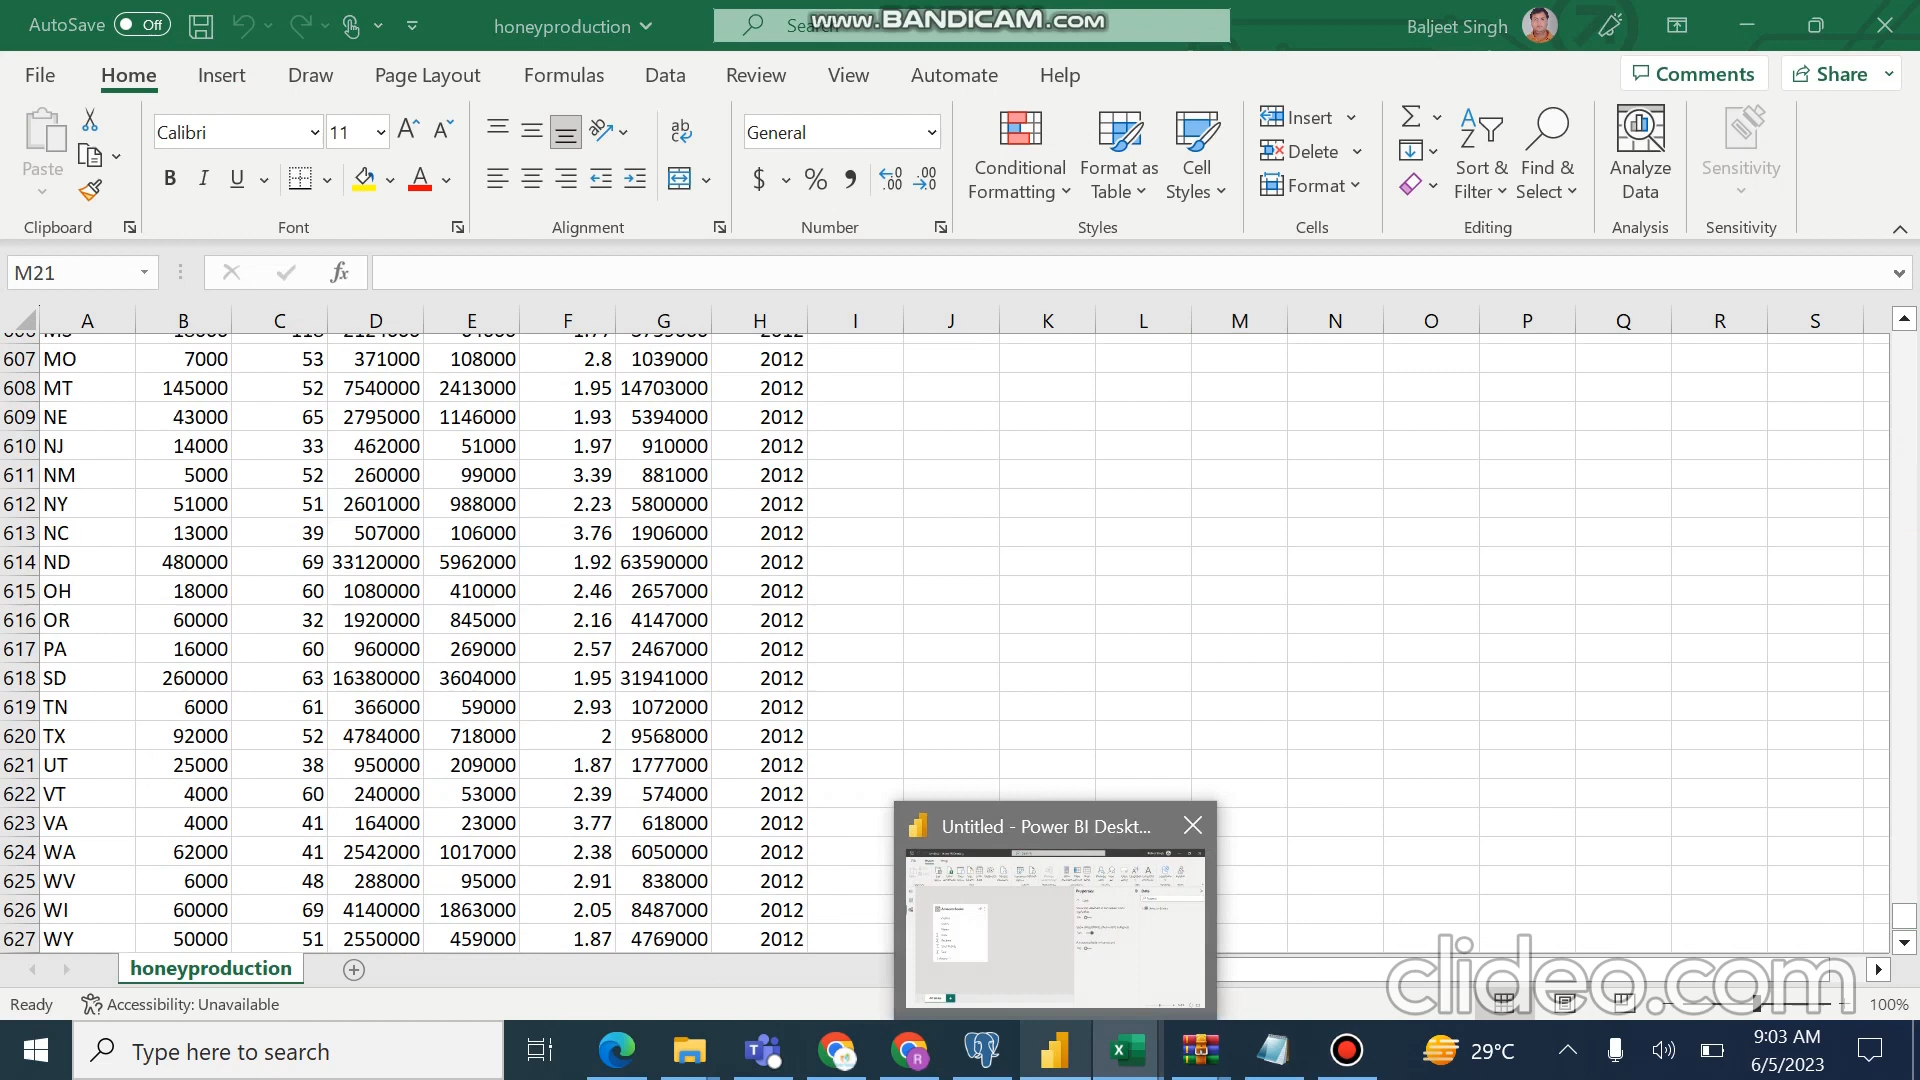 AutoSave Off honeyproduction Search www.BANDICAM.com Baljeet Singh
File Home Insert Draw Page Layout Formulas Data Review View Automate Help Comments Share
Paste Calibri 11 General Conditional Formatting Format as Table Cell Styles Insert Delete Format Sort & Filter Find & Select Analyze Data Sensitivity
Clipboard Font Alignment Number Styles Cells Editing Analysis Sensitivity
M21 fx
A B C D E F G H I J K L M N O P Q R S
607 MO 7000 53 371000 108000 2.8 1039000 2012
608 MT 145000 52 7540000 2413000 1.95 14703000 2012
609 NE 43000 65 2795000 1146000 1.93 5394000 2012
610 NJ 14000 33 462000 51000 1.97 910000 2012
611 NM 5000 52 260000 99000 3.39 881000 2012
612 NY 51000 51 2601000 988000 2.23 5800000 2012
613 NC 13000 39 507000 106000 3.76 1906000 2012
614 ND 480000 69 33120000 5962000 1.92 63590000 2012
615 OH 18000 60 1080000 410000 2.46 2657000 2012
616 OR 60000 32 1920000 845000 2.16 4147000 2012
617 PA 16000 60 960000 269000 2.57 2467000 2012
618 SD 260000 63 16380000 3604000 1.95 31941000 2012
619 TN 6000 61 366000 59000 2.93 1072000 2012
620 TX 92000 52 4784000 718000 2 9568000 2012
621 UT 25000 38 950000 209000 1.87 1777000 2012
622 VT 4000 60 240000 53000 2.39 574000 2012
623 VA 4000 41 164000 23000 3.77 618000 2012
624 WA 62000 41 2542000 1017000 2.38 6050000 2012
625 WV 6000 48 288000 95000 2.91 838000 2012
626 WI 60000 69 4140000 1863000 2.05 8487000 2012
627 WY 50000 51 2550000 459000 1.87 4769000 2012
Untitled - Power BI Deskt...
honeyproduction
clideo.com
Ready Accessibility: Unavailable 100%
Type here to search 29°C 9:03 AM
6/5/2023